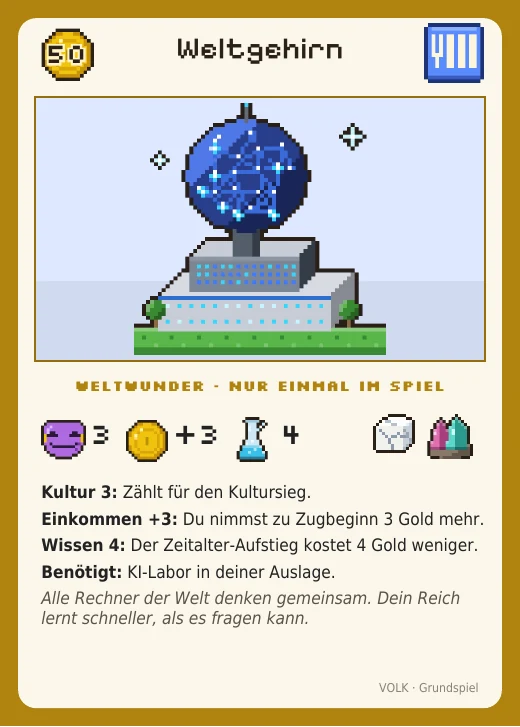 50
Weltgehirn
VIII
WELTWUNDER · NUR EINMAL IM SPIEL
3 +3 4
Kultur 3: Zählt für den Kultursieg.
Einkommen +3: Du nimmst zu Zugbeginn 3 Gold mehr.
Wissen 4: Der Zeitalter-Aufstieg kostet 4 Gold weniger.
Benötigt: KI-Labor in deiner Auslage.
Alle Rechner der Welt denken gemeinsam. Dein Reich
lernt schneller, als es fragen kann.
VOLK · Grundspiel